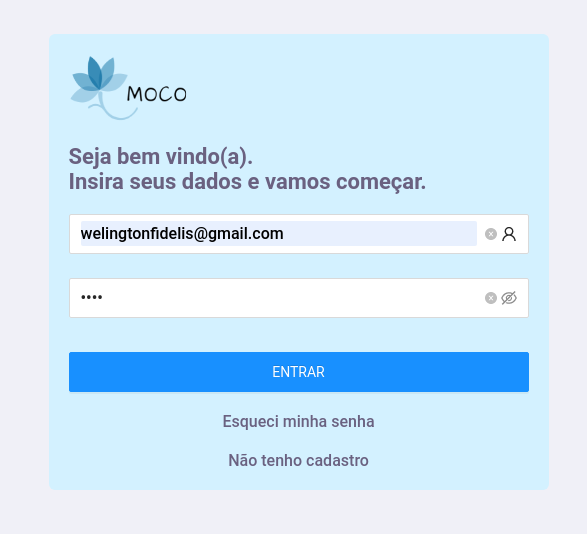 MOCO
Seja bem vindo(a).
Insira seus dados e vamos começar.
welingtonfidelis@gmail.com
••••
ENTRAR
Esqueci minha senha
Não tenho cadastro